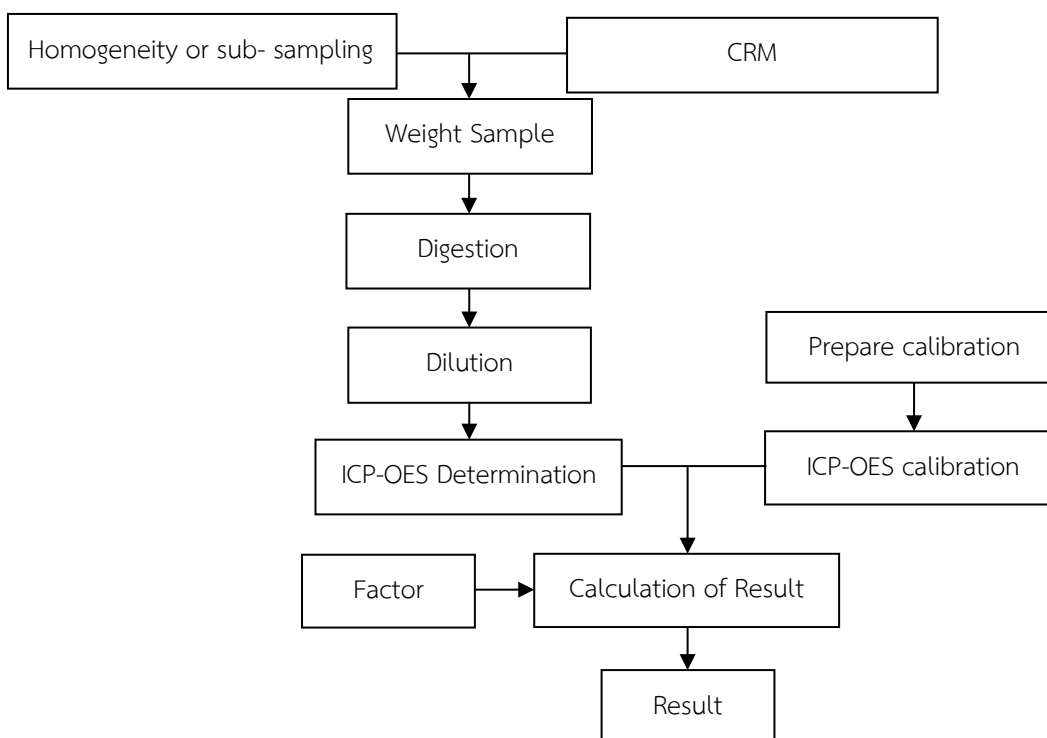 Homogeneity or sub- sampling
CRM
Weight Sample
Digestion
Dilution
Prepare calibration
ICP-OES Determination
ICP-OES calibration
Factor
Calculation of Result
Result